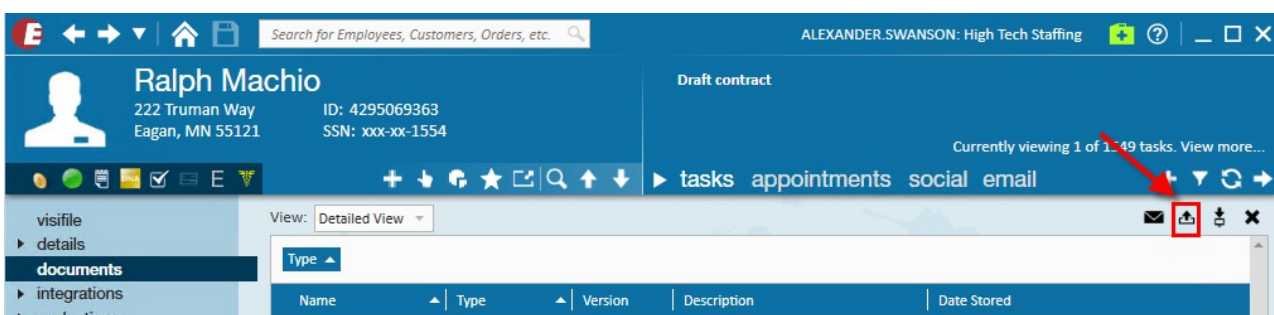 E
Search for Employees, Customers, Orders, etc.
ALEXANDER.SWANSON: High Tech Staffing
Ralph Machio
222 Truman Way
ID: 4295069363
Eagan, MN 55121
SSN: xxx-xx-1554
Draft contract
Currently viewing 1 of 1549 tasks. View more...
E
tasks appointments social email
visifile
details
documents
integrations
View: Detailed View
Type
Name Type Version Description Date Stored